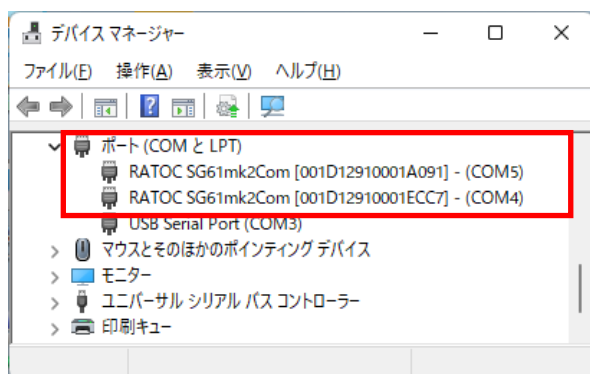 デバイス マネージャー
ファイル(F) 操作(A) 表示(V) ヘルプ(H)
ポート (COM と LPT)
RATOC SG61mk2Com [001D12910001A091] - (COM5)
RATOC SG61mk2Com [001D12910001ECC7] - (COM4)
USB Serial Port (COM3)
マウスとそのほかのポインティング デバイス
モニター
ユニバーサル シリアル バス コントローラー
印刷キュー